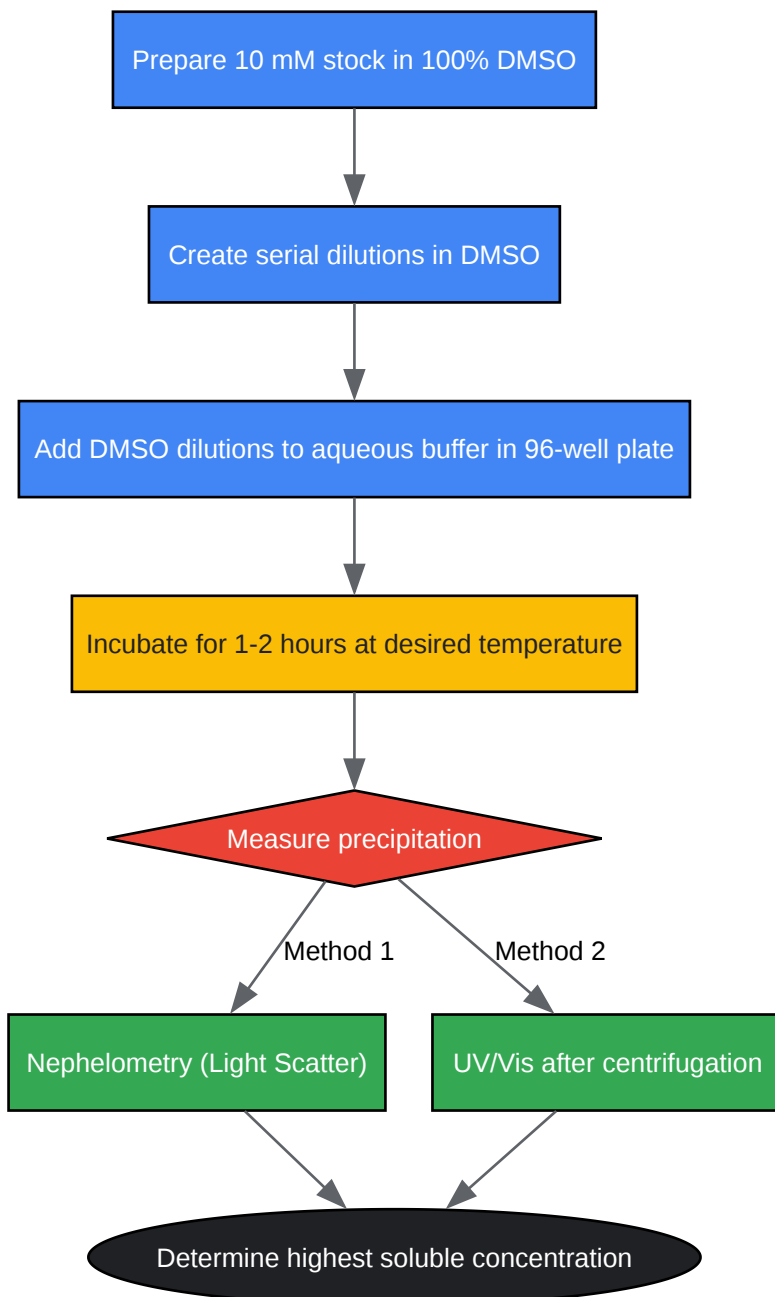 Prepare 10 mM stock in 100% DMSO
Create serial dilutions in DMSO
Add DMSO dilutions to aqueous buffer in 96-well plate
Incubate for 1-2 hours at desired temperature
Measure precipitation
Method 1
Method 2
Nephelometry (Light Scatter)
UV/Vis after centrifugation
Determine highest soluble concentration